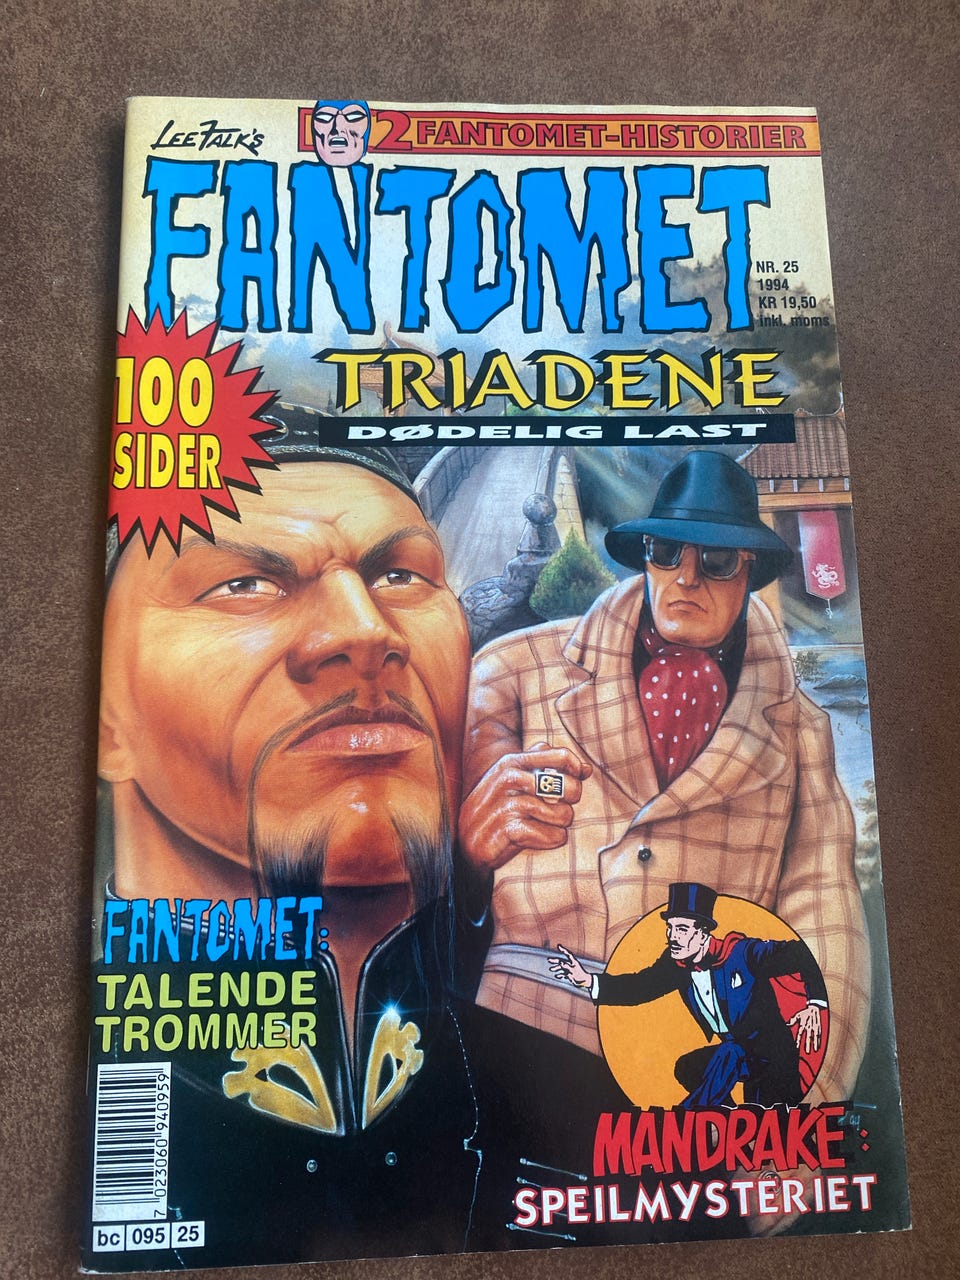 LEE FALK'S
2 FANTOMET-HISTORIER
FANTOMET
NR. 25
1994
KR 19,50
inkl. moms
TRIADENE
DØDELIG LAST
100
SIDER
FANTOMET:
TALENDE
TROMMER
MANDRAKE:
SPEILMYSTERIET
7 023060 940959
bc 095 25